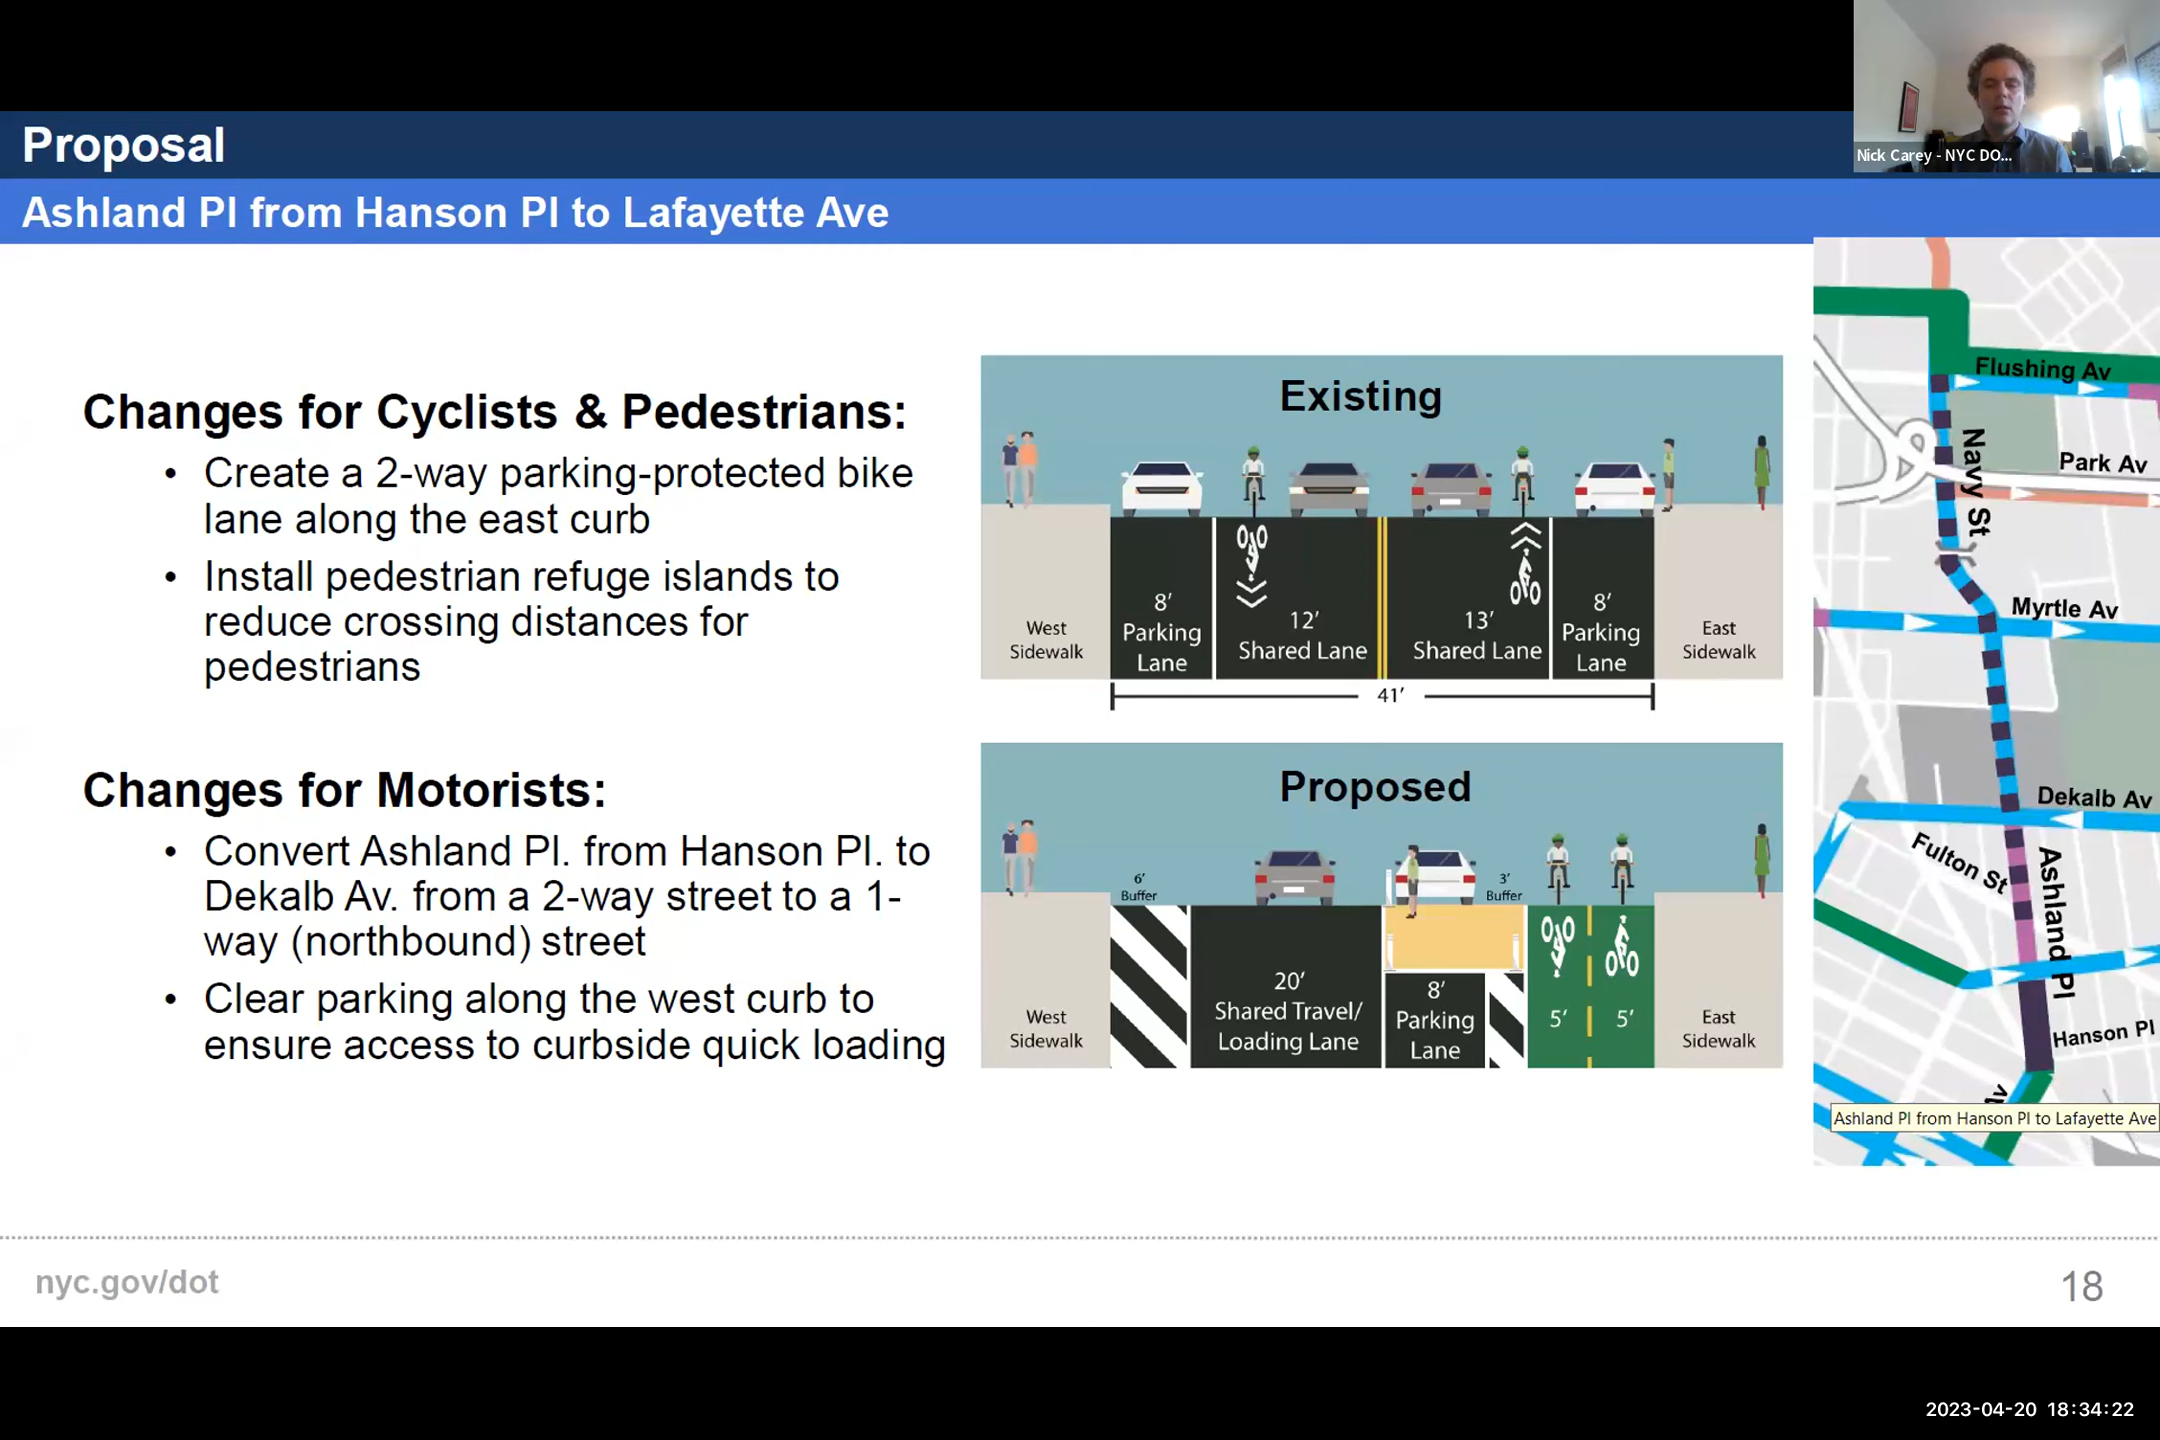 Nick Carey - NYC DO...
Proposal
Ashland Pl from Hanson Pl to Lafayette Ave
Changes for Cyclists & Pedestrians:
• Create a 2-way parking-protected bike
lane along the east curb
• Install pedestrian refuge islands to
reduce crossing distances for
pedestrians
Changes for Motorists:
• Convert Ashland Pl. from Hanson Pl. to
Dekalb Av. from a 2-way street to a 1-
way (northbound) street
• Clear parking along the west curb to
ensure access to curbside quick loading
Existing
West
Sidewalk
8'
Parking
Lane
12'
Shared Lane
13'
Shared Lane
8'
Parking
Lane
East
Sidewalk
41'
Proposed
6'
Buffer
3'
Buffer
West
Sidewalk
20'
Shared Travel/
Loading Lane
8'
Parking
Lane
5'
5'
East
Sidewalk
Flushing Av
Navy St
Park Av
Myrtle Av
Dekalb Av
Fulton St
Ashland Pl
Hanson Pl
Av
Ashland Pl from Hanson Pl to Lafayette Ave
nyc.gov/dot
18
2023-04-20 18:34:22